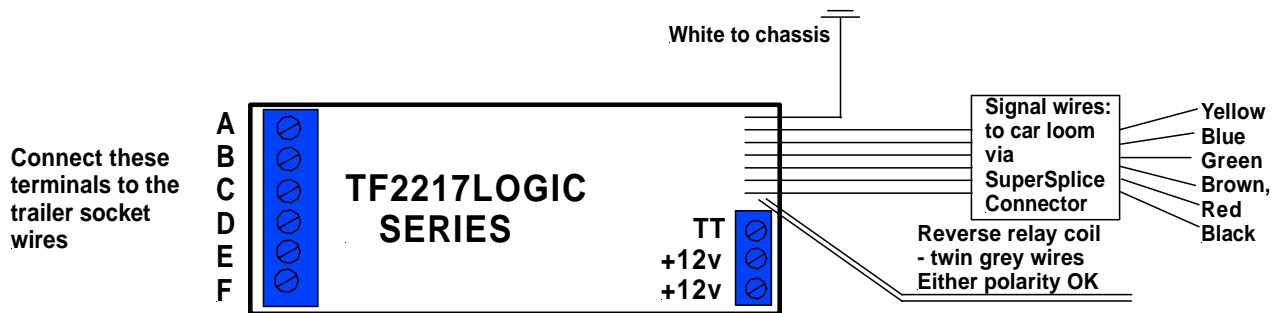 White to chassis
A
B
C
D
E
F
Connect these
terminals to the
trailer socket
wires
TF2217LOGIC
SERIES
TT
+12v
+12v
Signal wires:
to car loom
via
SuperSplice
Connector
Yellow
Blue
Green
Brown,
Red
Black
Reverse relay coil
- twin grey wires
Either polarity OK